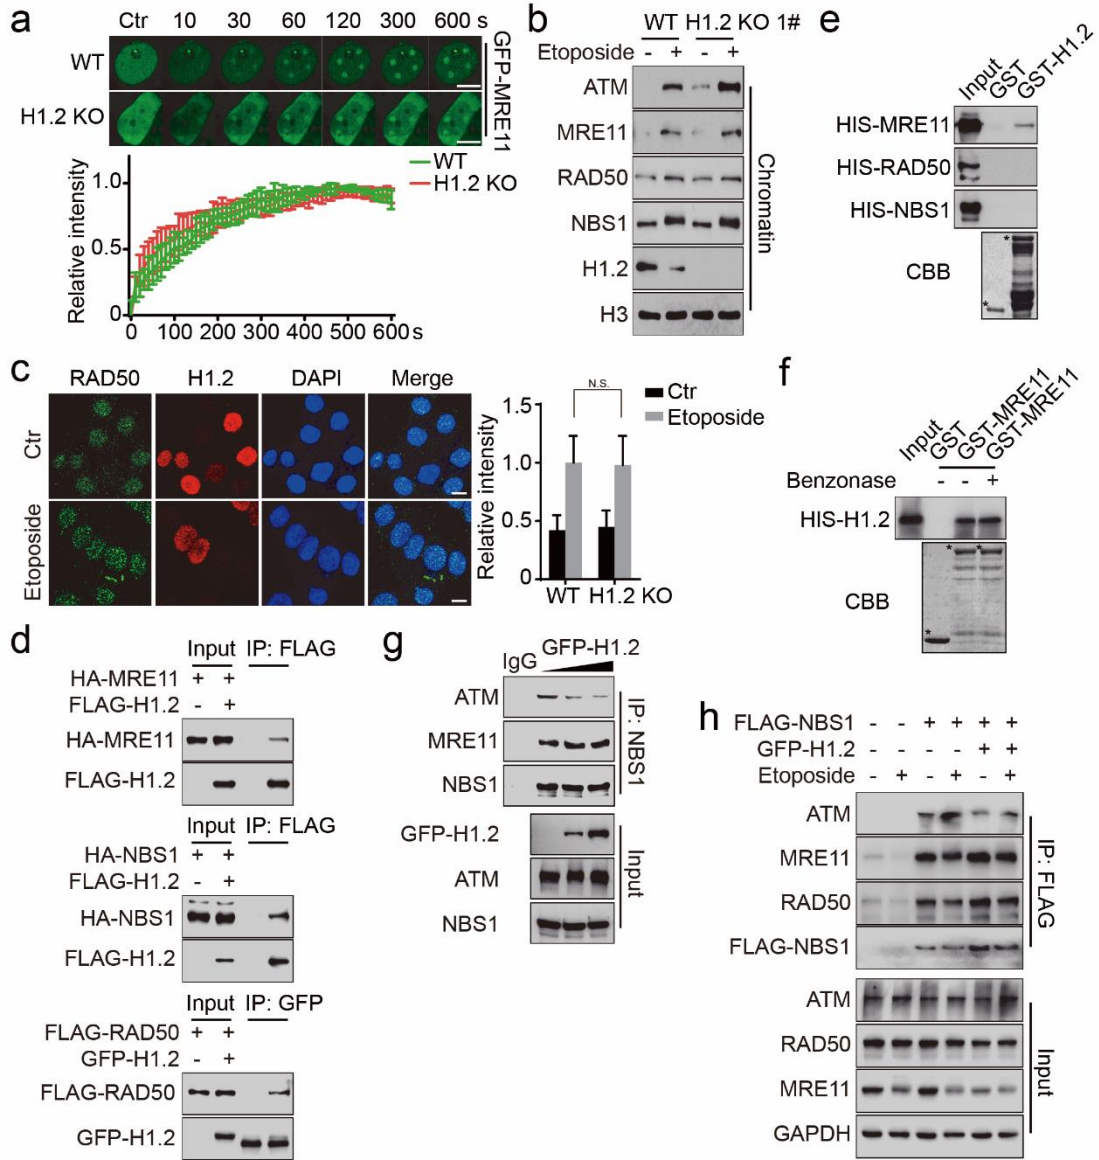 a
Ctr 10 30 60 120 300 600 s
WT
H1.2 KO
GFP-MRE11
WT
H1.2 KO
Relative intensity
1.0
0.5
0
0 100 200 300 400 500 600 s
b
WT H1.2 KO 1#
Etoposide - + - +
ATM
MRE11
RAD50
NBS1
H1.2
H3
Chromatin
e
Input GST GST-H1.2
HIS-MRE11
HIS-RAD50
HIS-NBS1
CBB
*
*
c
RAD50 H1.2 DAPI Merge
Ctr
Etoposide
N.S.
Ctr
Etoposide
Relative intensity
1.5
1.0
0.5
0
WT H1.2 KO
f
Input GST GST-MRE11 GST-MRE11
Benzonase - - +
HIS-H1.2
CBB
* *
*
d
Input IP: FLAG
HA-MRE11 + +
FLAG-H1.2 - +
HA-MRE11
FLAG-H1.2
Input IP: FLAG
HA-NBS1 + +
FLAG-H1.2 - +
HA-NBS1
FLAG-H1.2
Input IP: GFP
FLAG-RAD50 + +
GFP-H1.2 - +
FLAG-RAD50
GFP-H1.2
g
IgG GFP-H1.2
ATM
MRE11
NBS1
IP: NBS1
GFP-H1.2
ATM
NBS1
Input
h
FLAG-NBS1 - - + + + +
GFP-H1.2 - - - - + +
Etoposide - + - + - +
ATM
MRE11
RAD50
FLAG-NBS1
IP: FLAG
ATM
RAD50
MRE11
GAPDH
Input